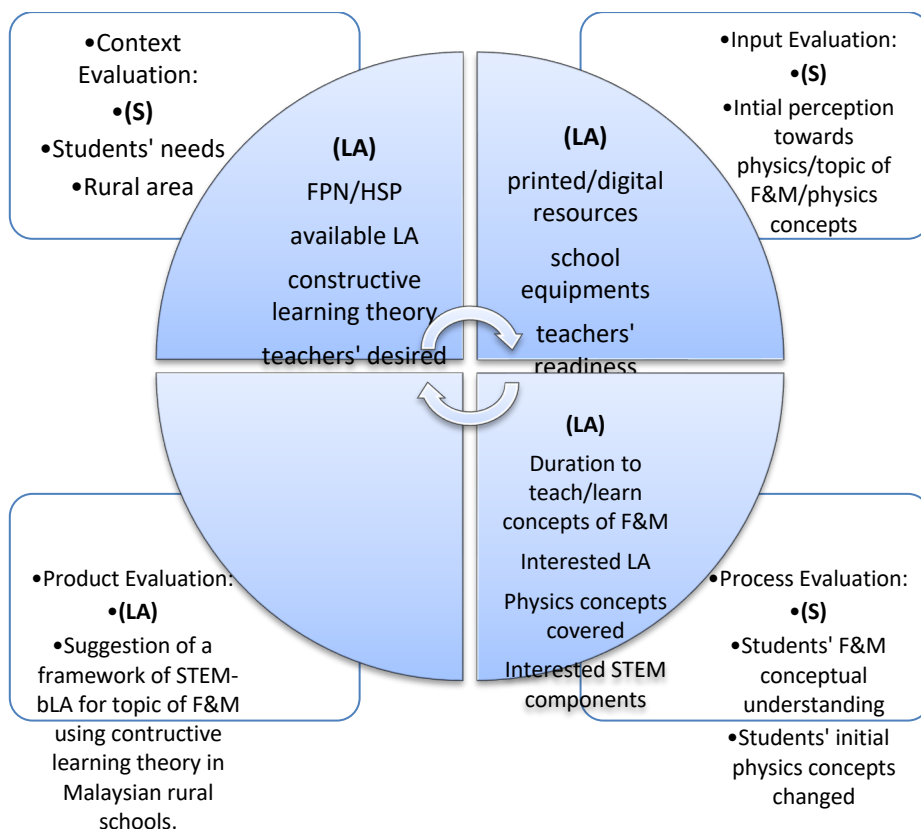 •Context
Evaluation:
•(S)
•Students' needs
•Rural area
(LA)
FPN/HSP
available LA
constructive
learning theory
teachers' desired
(LA)
printed/digital
resources
school
equipments
teachers'
readiness
•Input Evaluation:
•(S)
•Intial perception
towards
physics/topic of
F&M/physics
concepts
•Product Evaluation:
•(LA)
•Suggestion of a
framework of STEM-
bLA for topic of F&M
using contructive
learning theory in
Malaysian rural
schools.
(LA)
Duration to
teach/learn
concepts of F&M
Interested LA
Physics concepts
covered
Interested STEM
components
•Process Evaluation:
•(S)
•Students' F&M
conceptual
understanding
•Students' initial
physics concepts
changed